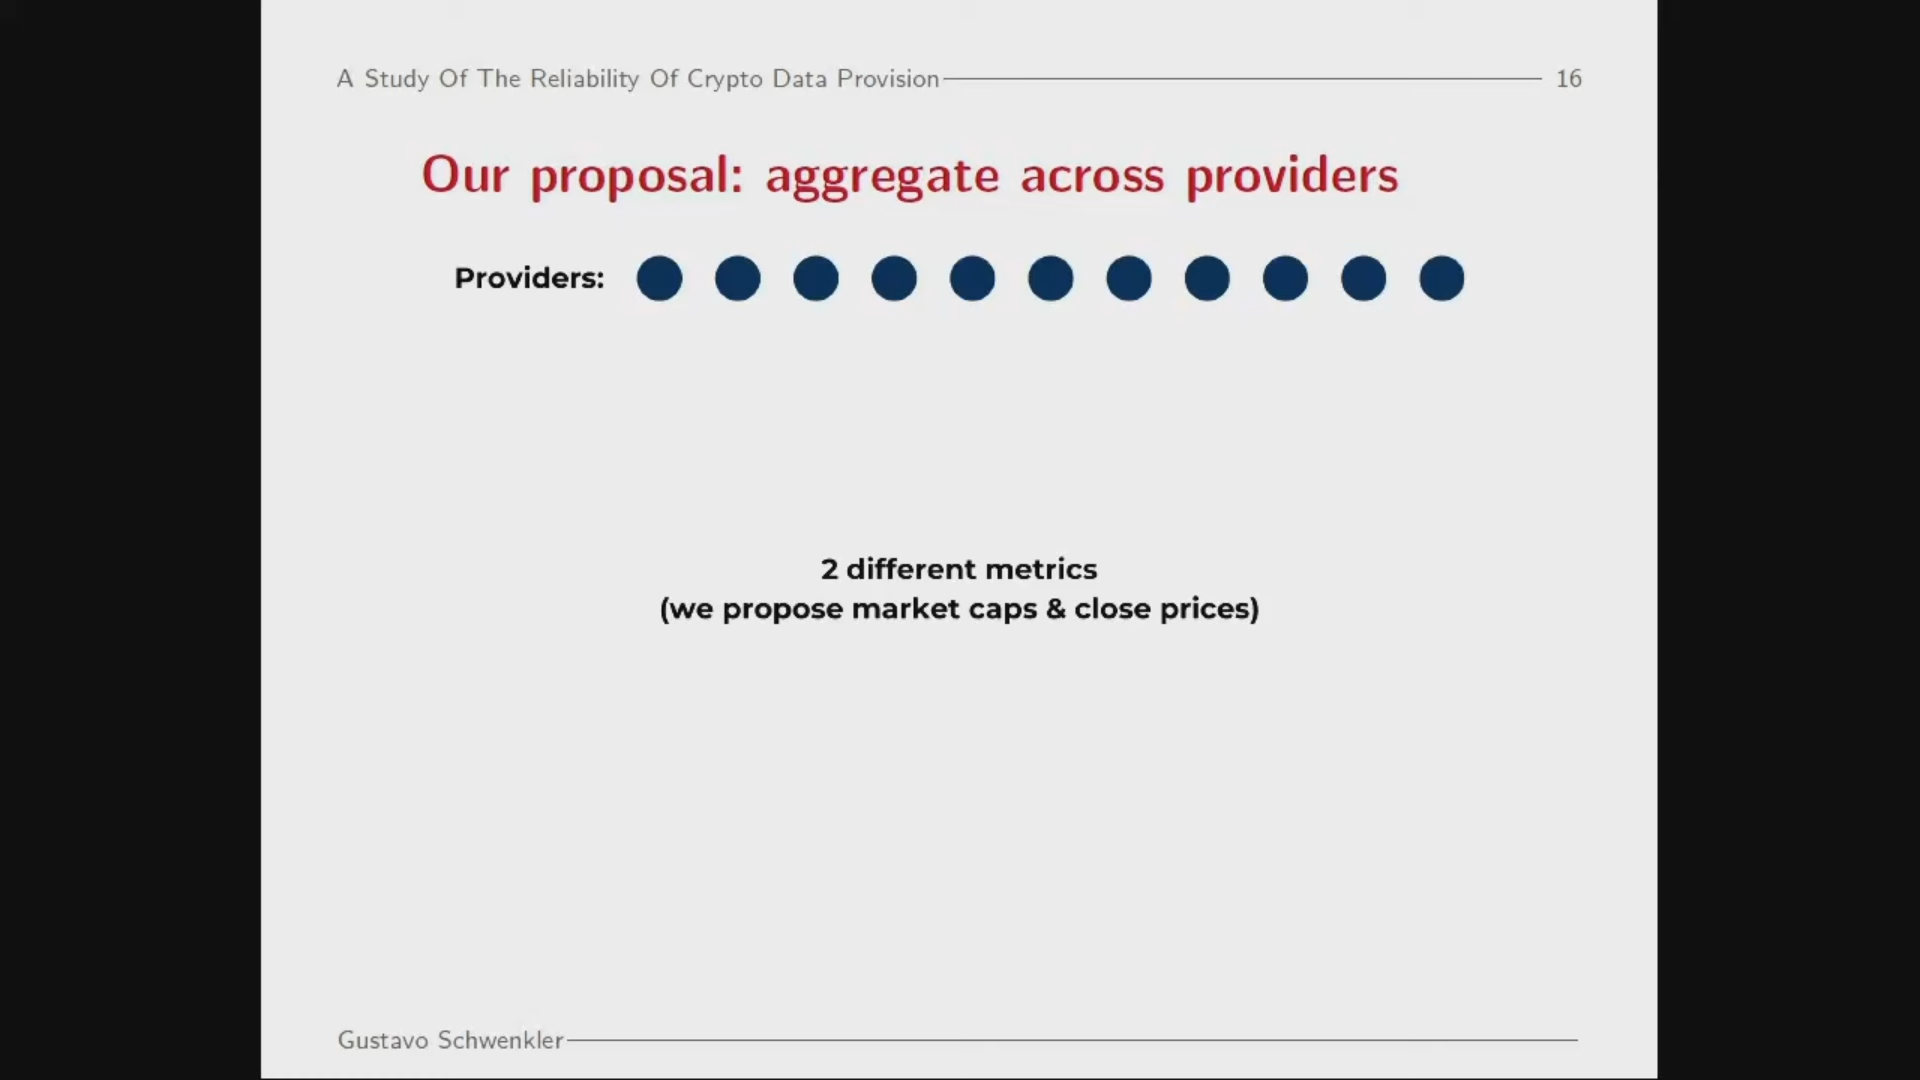 A Study Of The Reliability Of Crypto Data Provision 16
Our proposal: aggregate across providers
Providers:
2 different metrics
(we propose market caps & close prices)
Gustavo Schwenkler